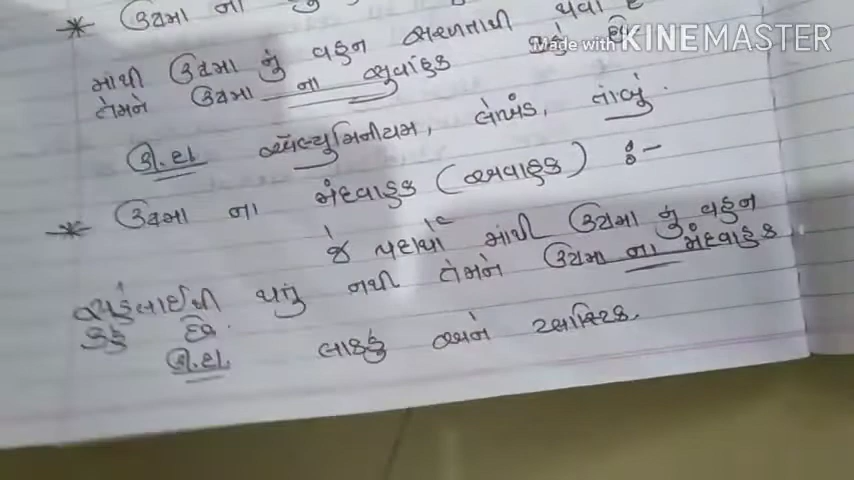 * ઉષ્મા ના
માંથી ઉષ્મા નું વહન સરળતાથી થવા દે
તેમને ઉષ્મા ના સુવાહક કહે છે
Made with KINEMASTER
ઉ.દા. એલ્યુમિનીયમ, લોખંડ, તાંબું.
* ઉષ્મા ના મંદવાહક (અવાહક) :-
જે પદાર્થો માંથી ઉષ્મા નું વહન
સહેલાઈથી થતું નથી તેમને ઉષ્મા ના મંદવાહક
કહે છે.
ઉ.દા. લાકડું અને પ્લાસ્ટિક.